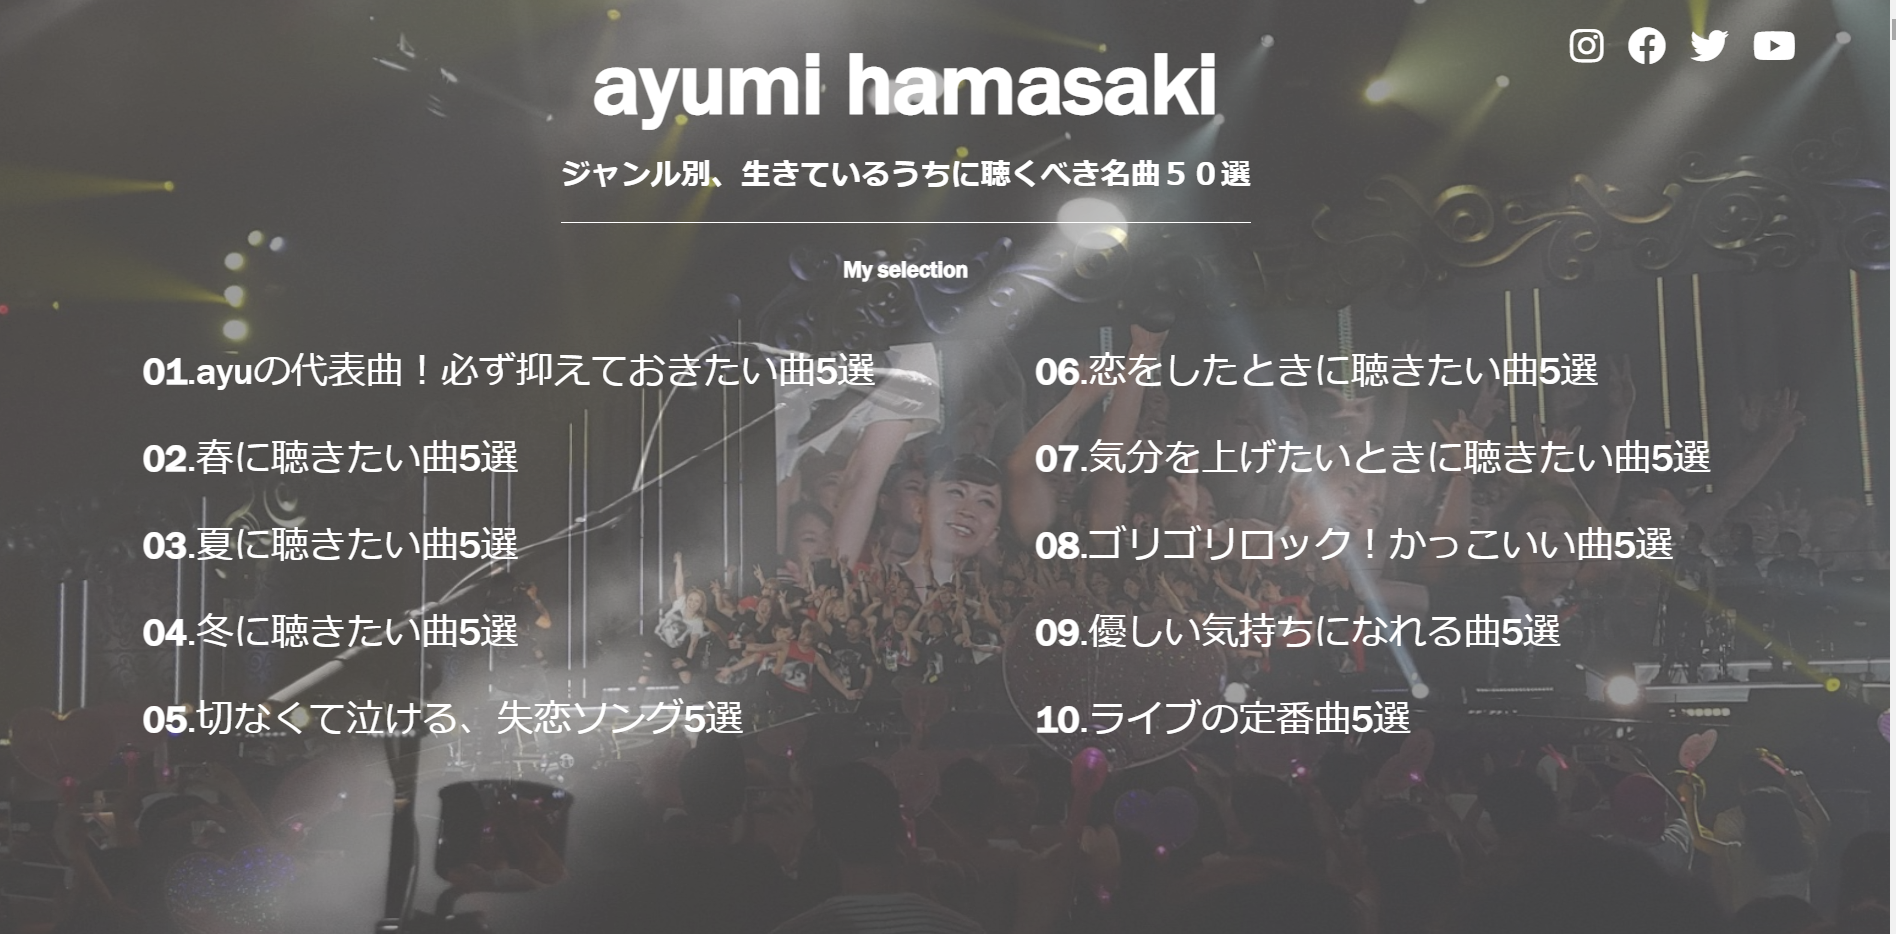 ayumi hamasaki
ジャンル別、生きているうちに聴くべき名曲５０選
My selection
01.ayuの代表曲！必ず抑えておきたい曲5選
02.春に聴きたい曲5選
03.夏に聴きたい曲5選
04.冬に聴きたい曲5選
05.切なくて泣ける、失恋ソング5選
06.恋をしたときに聴きたい曲5選
07.気分を上げたいときに聴きたい曲5選
08.ゴリゴリロック！かっこいい曲5選
09.優しい気持ちになれる曲5選
10.ライブの定番曲5選